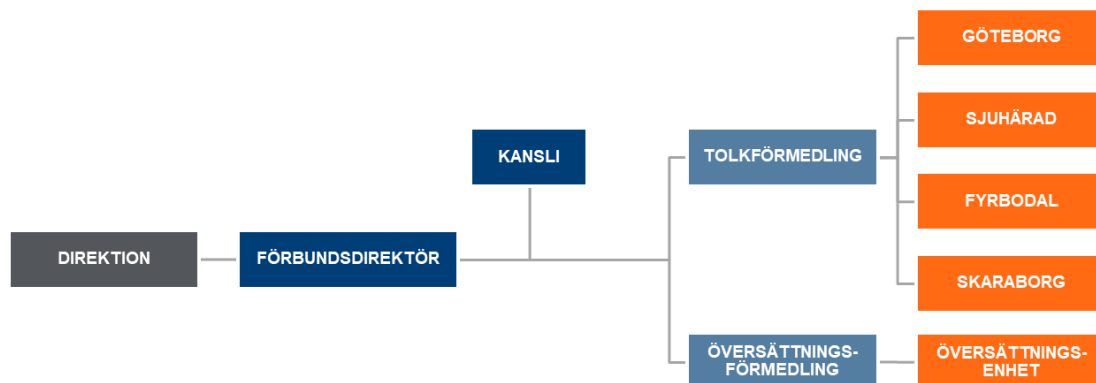 GÖTEBORG
SJUHÄRAD
KANSLI
TOLKFÖRMEDLING
FYRBODAL
DIREKTION
FÖRBUNDSDIREKTÖR
SKARABORG
ÖVERSÄTTNINGS-
FÖRMEDLING
ÖVERSÄTTNINGS-
ENHET